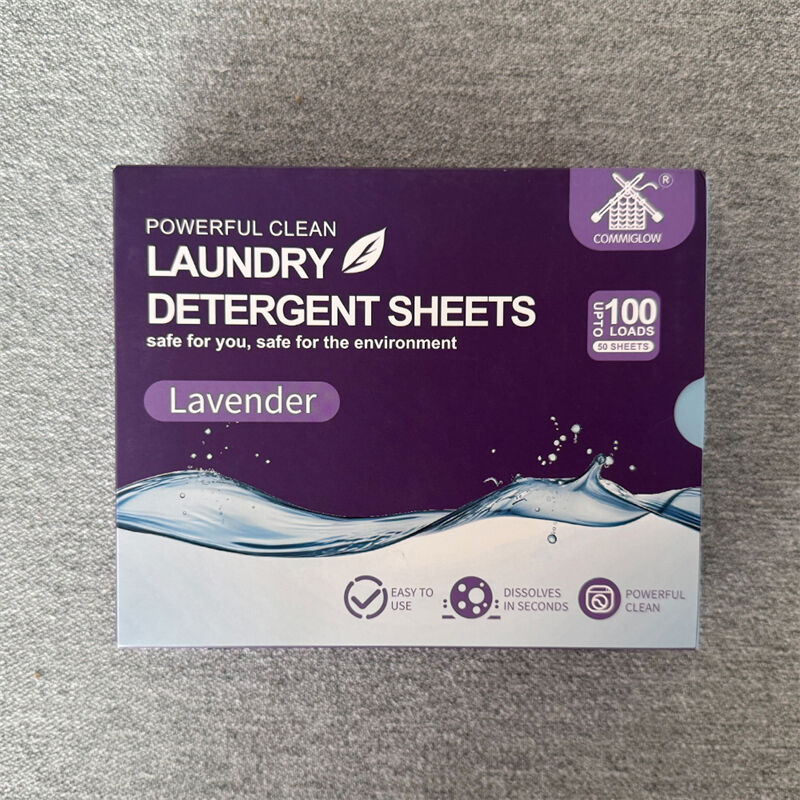 POWERFUL CLEAN
LAUNDRY
DETERGENT SHEETS
safe for you, safe for the environment
Lavender
®
COMMIGLOW
UPTO
100
LOADS
50 SHEETS
EASY TO
USE
DISSOLVES
IN SECONDS
POWERFUL
CLEAN